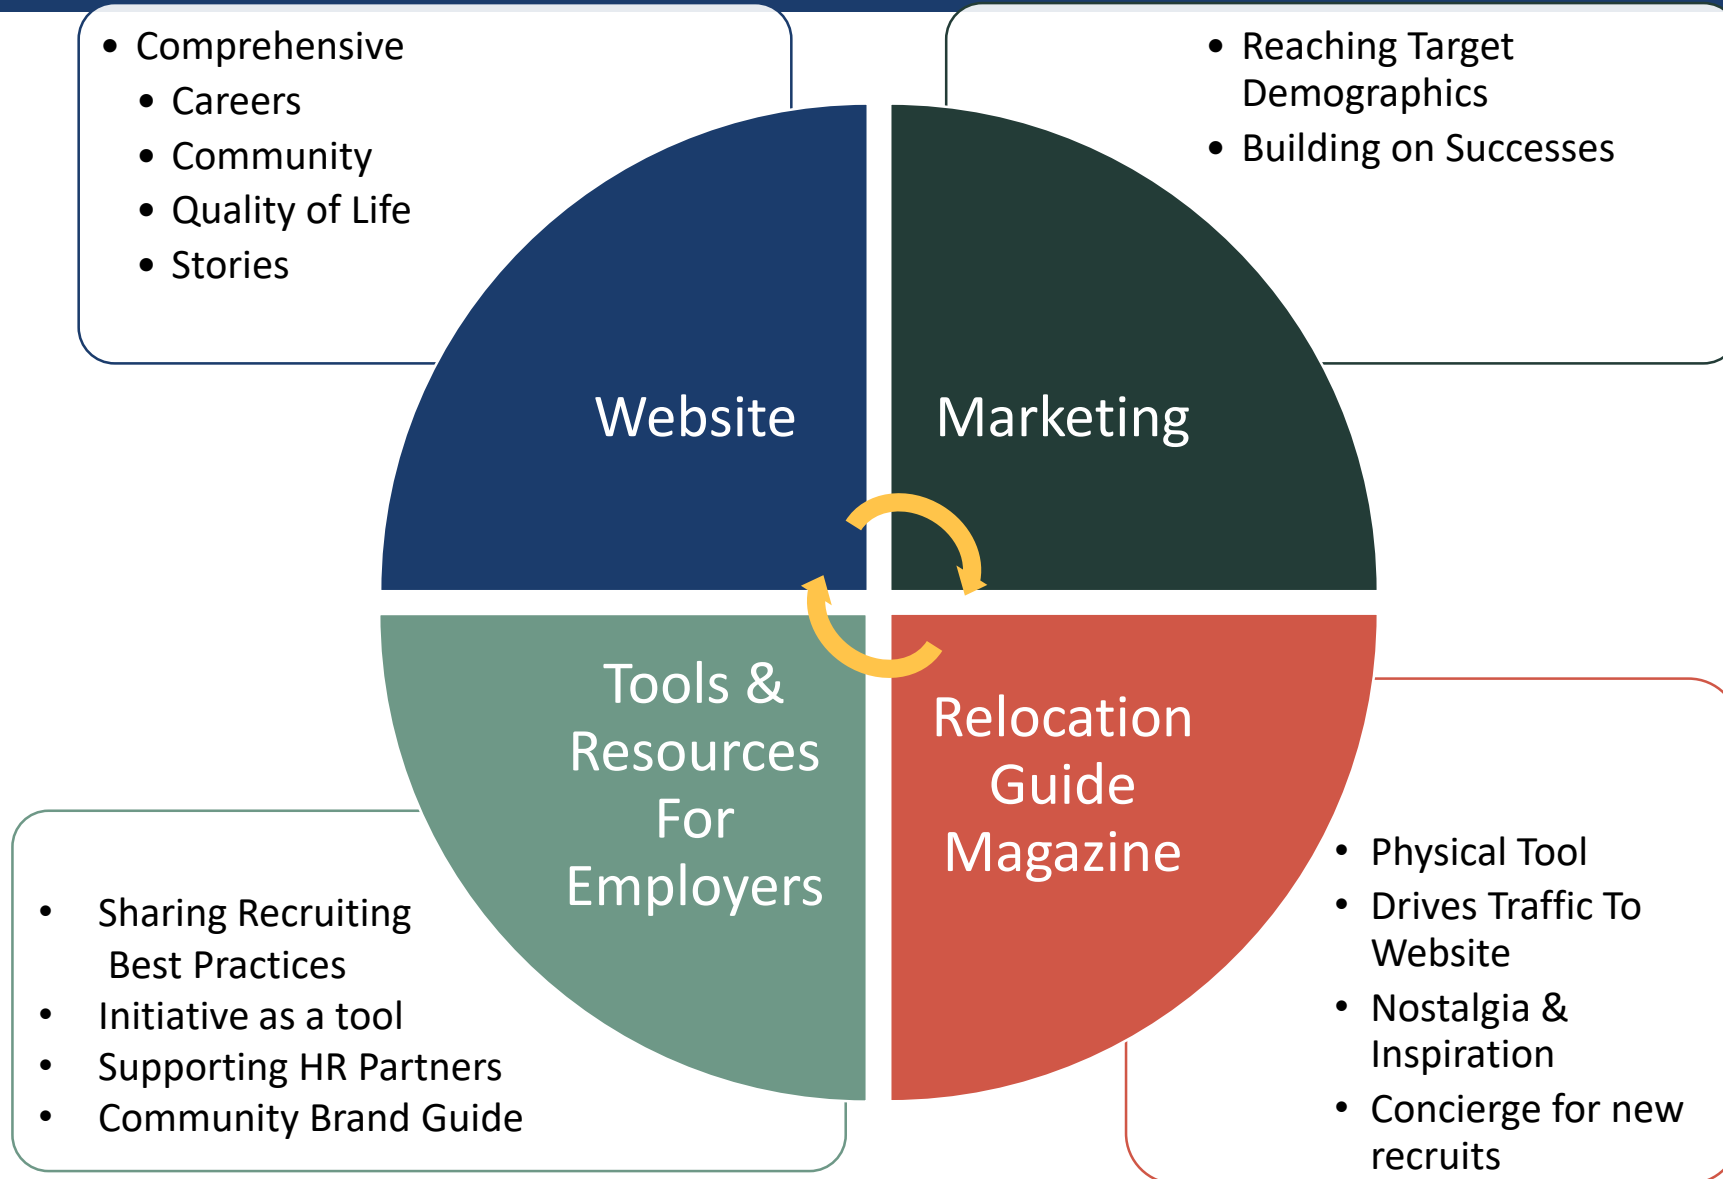 • Comprehensive
• Careers
• Community
• Quality of Life
• Stories
• Reaching Target
Demographics
• Building on Successes
Website
Marketing
Tools &
Resources
For
Employers
Relocation
Guide
Magazine
• Sharing Recruiting
Best Practices
• Initiative as a tool
• Supporting HR Partners
• Community Brand Guide
• Physical Tool
• Drives Traffic To
Website
• Nostalgia &
Inspiration
• Concierge for new
recruits